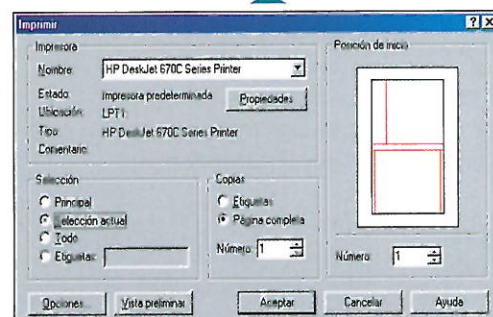 Imprimir
Impresora
Nombre: HP DeskJet 670C Series Printer
Estado: Impresora predeterminada Propiedades
Ubicación: LPT1:
Tipo: HP DeskJet 670C Series Printer
Comentario:
Posición de inicio
Número: 1
Selección
Principal
Selección actual
Todo
Etiquetas:
Copias
Etiquetas
Página completa
Número: 1
Opciones... Vista preliminar Aceptar Cancelar Ayuda